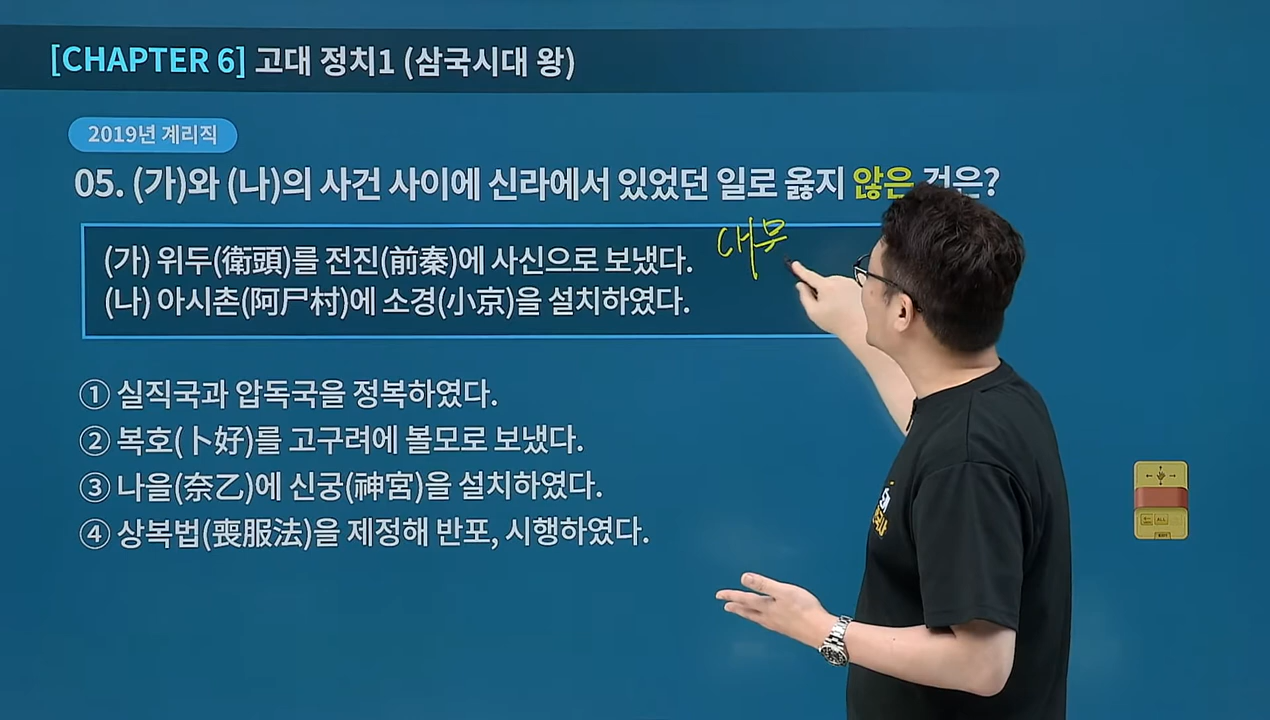 [CHAPTER 6] 고대 정치1 (삼국시대 왕)
2019년 계리직
05. (가)와 (나)의 사건 사이에 신라에서 있었던 일로 옳지 않은 것은?
(가) 위두(衛頭)를 전진(前秦)에 사신으로 보냈다.
(나) 아시촌(阿尸村)에 소경(小京)을 설치하였다.
① 실직국과 압독국을 정복하였다.
② 복호(卜好)를 고구려에 볼모로 보냈다.
③ 나을(奈乙)에 신궁(神宮)을 설치하였다.
④ 상복법(喪服法)을 제정해 반포, 시행하였다.